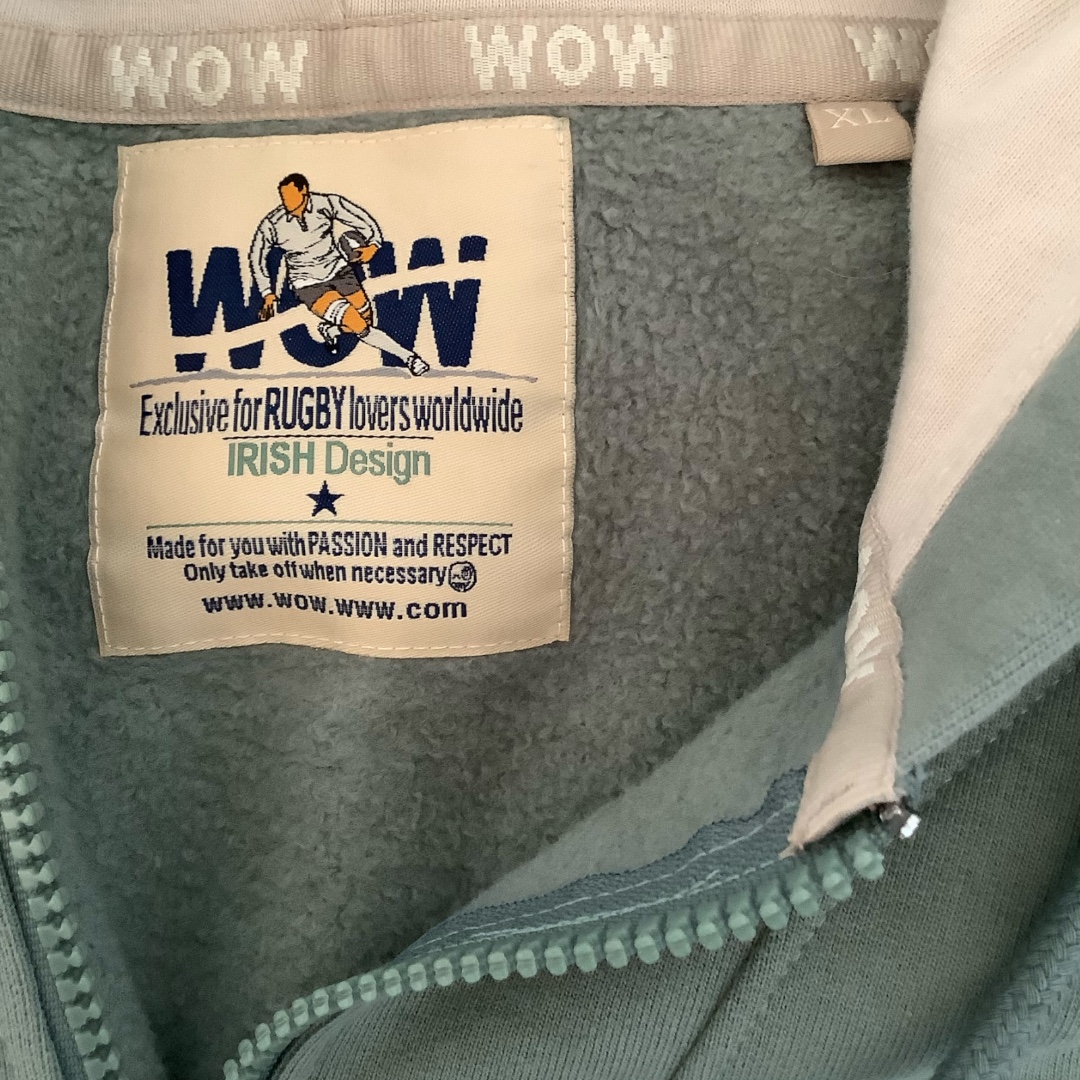 WOW WOW
XL
WOW
Exclusive for RUGBY lovers worldwide
IRISH Design
Made for you with PASSION and RESPECT
Only take off when necessary
www.wow.www.com